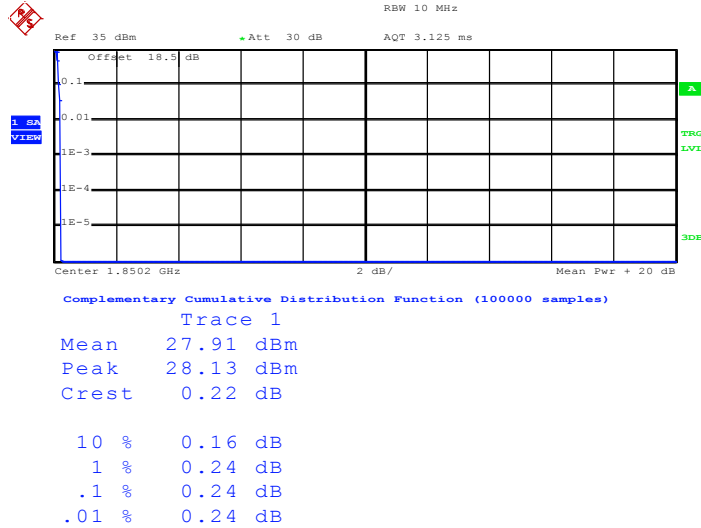 RBW 10 MHz
Ref 35 dBm * Att 30 dB AQT 3.125 ms
Offset 18.5 dB
0.1
A
0.01
1 SA
VIEW
TRG
LVL
1E-3
1E-4
1E-5
3DB
Center 1.8502 GHz 2 dB/ Mean Pwr + 20 dB
Complementary Cumulative Distribution Function (100000 samples)
Trace 1
Mean 27.91 dBm
Peak 28.13 dBm
Crest 0.22 dB
10 % 0.16 dB
1 % 0.24 dB
.1 % 0.24 dB
.01 % 0.24 dB